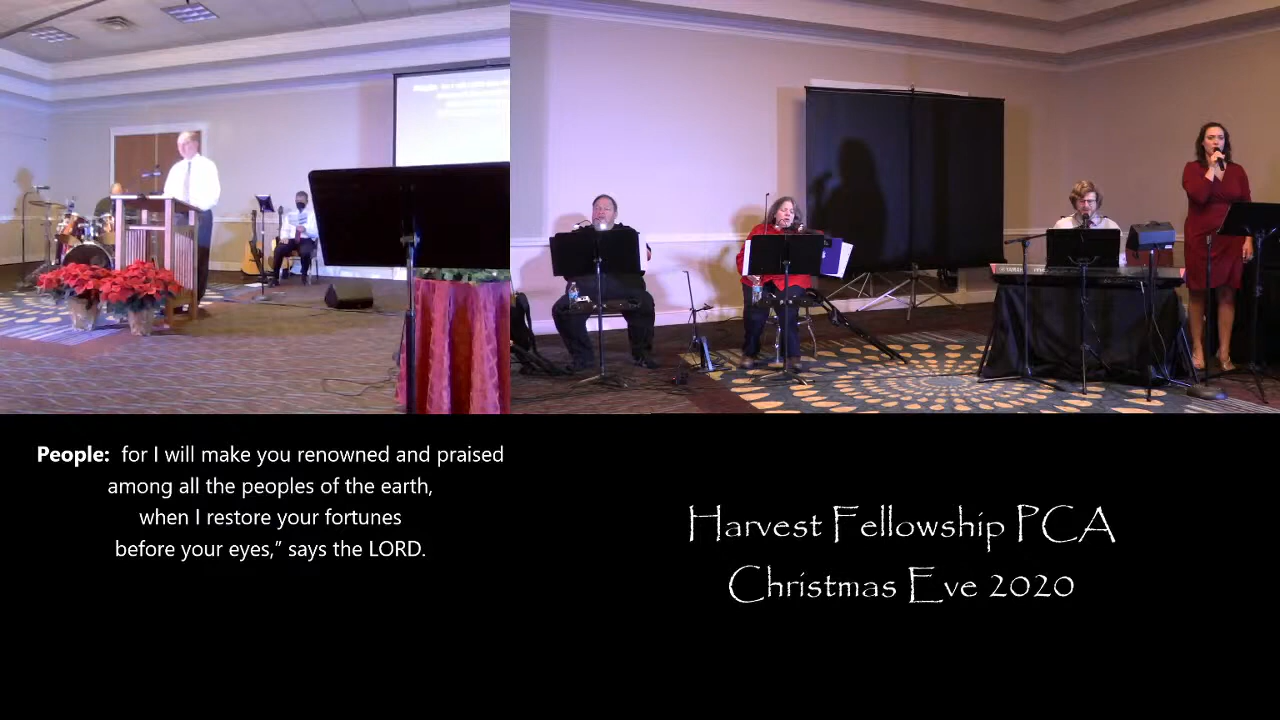 People: for I will make you renowned and praised
among all the peoples of the earth,
when I restore your fortunes
before your eyes,” says the LORD.
Harvest Fellowship PCA
Christmas Eve 2020
YAMAHA